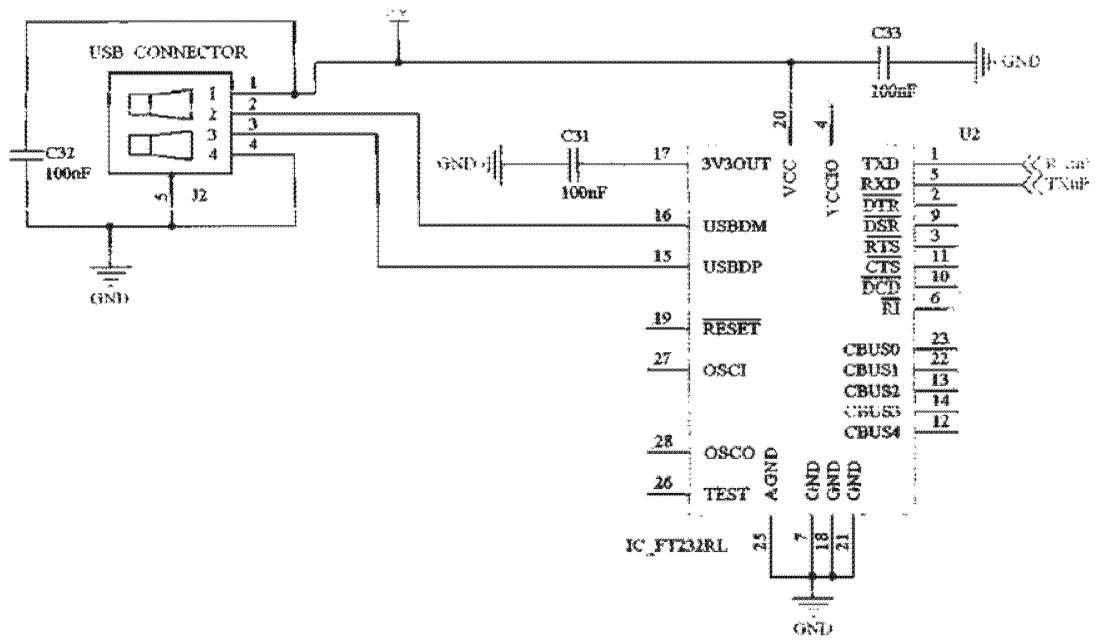 C33
USB CONNECTOR
GND
100nF
1
1
2
2
3
3
4
4
C32
100nF
5
J2
GND
C31
GND
100nF
17
3V3OUT
20
VCC
4
VCCIO
U2
TXD
1
RXD
5
DTR
2
DSR
9
RTS
3
CTS
11
DCD
10
RI
6
16
USBDM
15
USBDP
19
RESET
27
OSCI
28
OSCO
26
TEST
CBUS0
23
CBUS1
22
CBUS2
13
CBUS3
14
CBUS4
12
AGND
GND
GND
GND
25
7
18
21
IC_FT232RL
GND